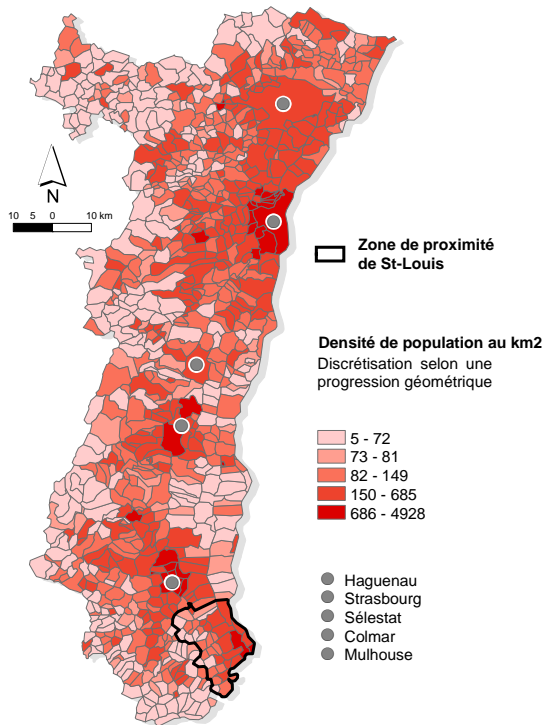 N
10 5 0 10 km
Zone de proximité
de St-Louis
Densité de population au km2
Discrétisation selon une
progression géométrique
5 - 72
73 - 81
82 - 149
150 - 685
686 - 4928
Haguenau
Strasbourg
Sélestat
Colmar
Mulhouse